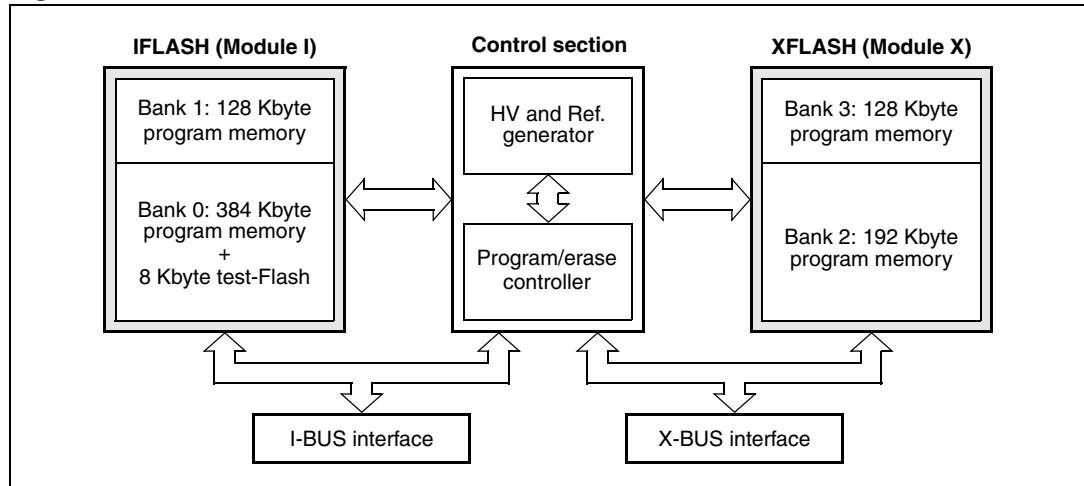 IFLASH (Module I)
Control section
XFLASH (Module X)
Bank 1: 128 Kbyte
program memory
HV and Ref.
generator
Bank 3: 128 Kbyte
program memory
Bank 0: 384 Kbyte
program memory
+
8 Kbyte test-Flash
Program/erase
controller
Bank 2: 192 Kbyte
program memory
I-BUS interface
X-BUS interface